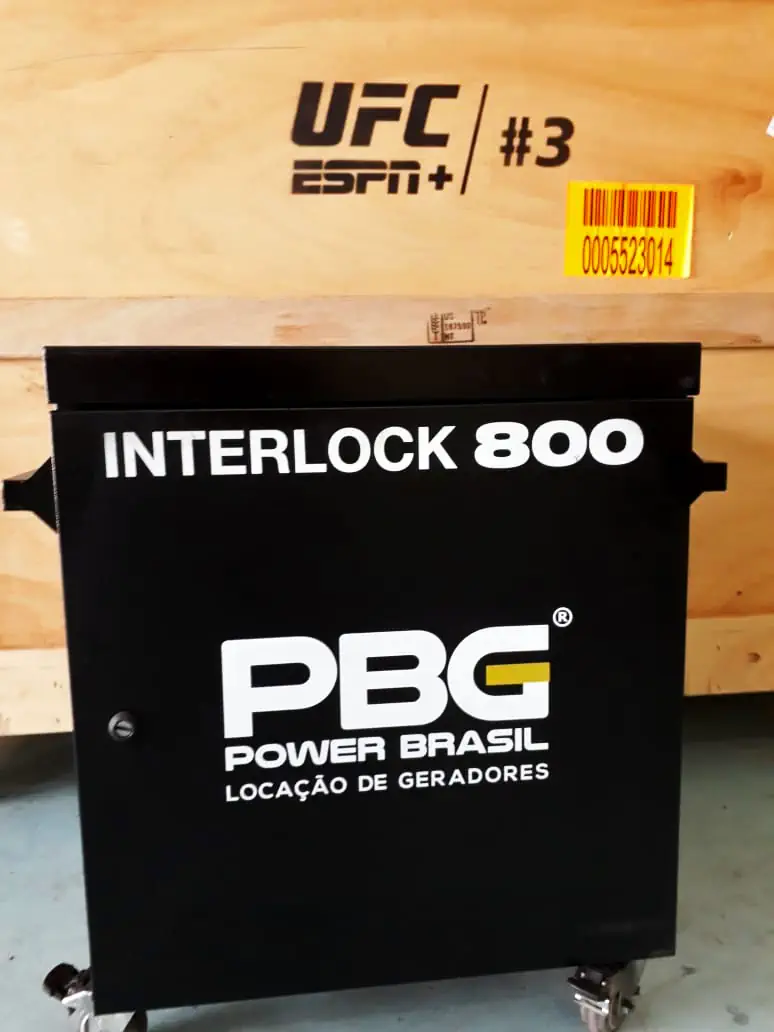 UFC
ESPN+
#3
0005523014
INTERLOCK 800
PBG®
POWER BRASIL
LOCAÇÃO DE GERADORES